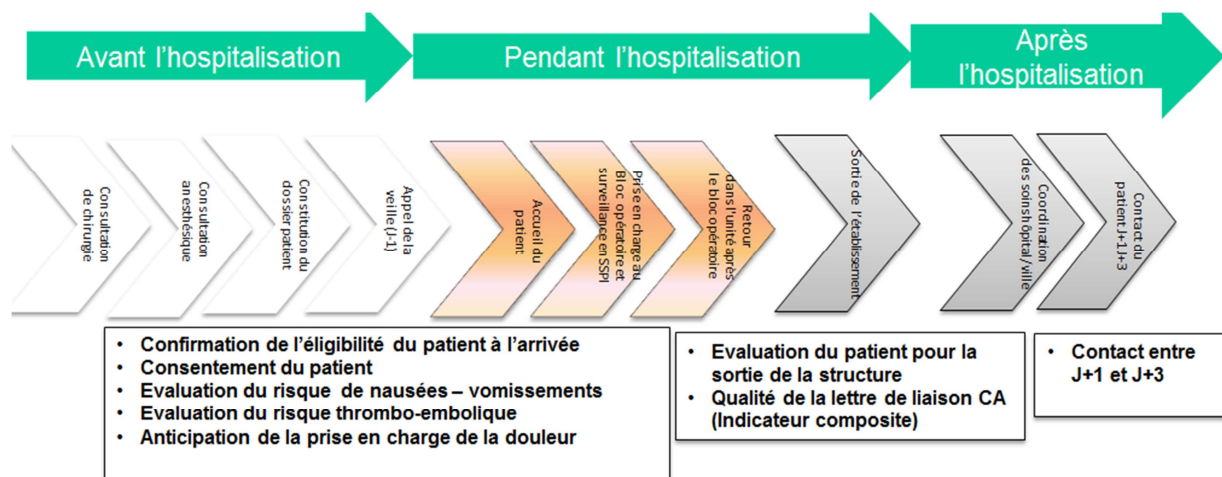 Avant l’hospitalisation
Pendant l’hospitalisation
Après
l’hospitalisation
Consultation
de chirurgie
Consultation
anesthésique
Constitution du
dossier patient
Appel de la
veille (J-1)
Accueil du
patient
Prise en charge au
Bloc opératoire et
surveillance en SSPI
Retour
dans l'unité après
le bloc opératoire
Sortie de l’établissement
Coordination
des soinshôpital/ville
Contact du
patient J+1J+3
• Confirmation de l’éligibilité du patient à l’arrivée
• Consentement du patient
• Evaluation du risque de nausées – vomissements
• Evaluation du risque thrombo-embolique
• Anticipation de la prise en charge de la douleur
• Evaluation du patient pour la
sortie de la structure
• Qualité de la lettre de liaison CA
(Indicateur composite)
• Contact entre
J+1 et J+3